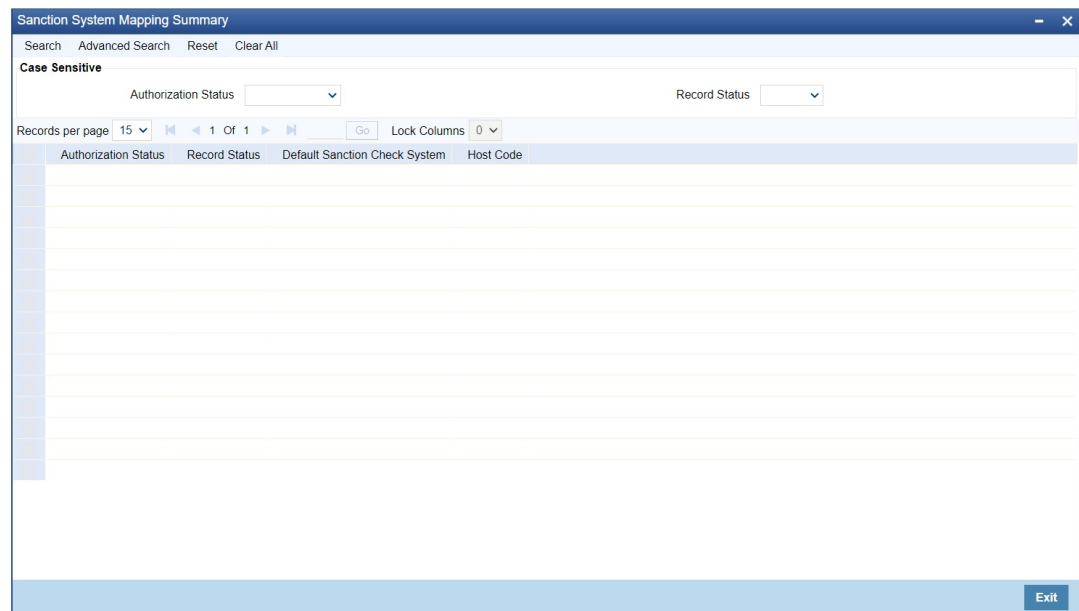 Sanction System Mapping Summary
Search Advanced Search Reset Clear All
Case Sensitive
Authorization Status Record Status
Records per page 15 1 Of 1 Go Lock Columns 0
Authorization Status Record Status Default Sanction Check System Host Code
Exit